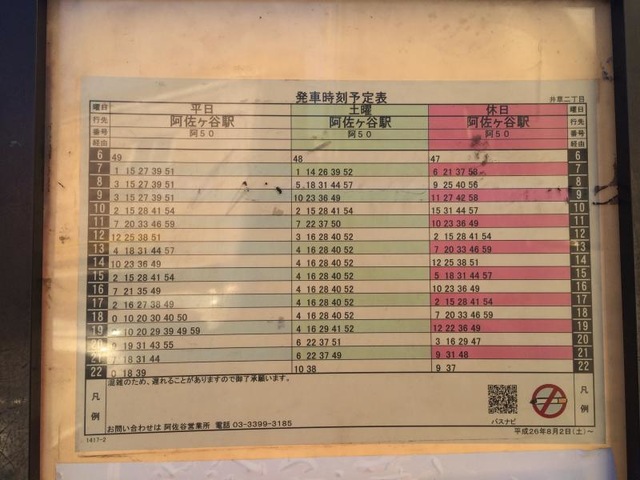 発車時刻予定表
井草二丁目
曜日 平日 土曜 休日 曜日
行先 阿佐ヶ谷駅 阿佐ヶ谷駅 阿佐ヶ谷駅 行先
番号 阿50 阿50 阿50 番号
経由 経由
6 49 48 47 6
7 1 15 27 39 51 1 14 26 39 52 6 21 37 7
8 3 15 27 39 51 5 18 31 44 57 9 25 40 56 8
9 3 15 27 39 51 10 23 36 49 11 27 42 58 9
10 2 15 28 41 54 2 15 28 41 54 15 31 44 57 10
11 7 20 33 46 59 7 22 37 50 10 23 36 49 11
12 12 25 38 51 3 16 28 40 52 2 15 28 41 54 12
13 4 18 31 44 57 4 16 28 40 52 7 20 33 46 59 13
14 10 23 36 49 4 16 28 40 52 12 25 38 51 14
15 2 15 28 41 54 4 16 28 40 52 5 18 31 44 57 15
16 7 21 35 49 4 16 28 40 52 10 23 36 49 16
17 2 16 27 38 49 4 16 28 40 52 2 15 28 41 54 17
18 0 10 20 30 40 50 4 16 28 40 52 7 20 33 46 59 18
19 10 20 29 39 49 59 4 16 29 41 52 12 22 36 49 19
20 19 31 43 55 6 22 37 51 3 16 29 47 20
21 18 31 44 6 22 37 49 9 31 48 21
22 0 18 39 10 38 9 37 22
混雑のため、遅れることがありますので御了承願います。
凡例 凡例
バスナビ
お問い合わせは 阿佐谷営業所 電話 03-3399-3185
平成26年8月2日(土)～
1417-2